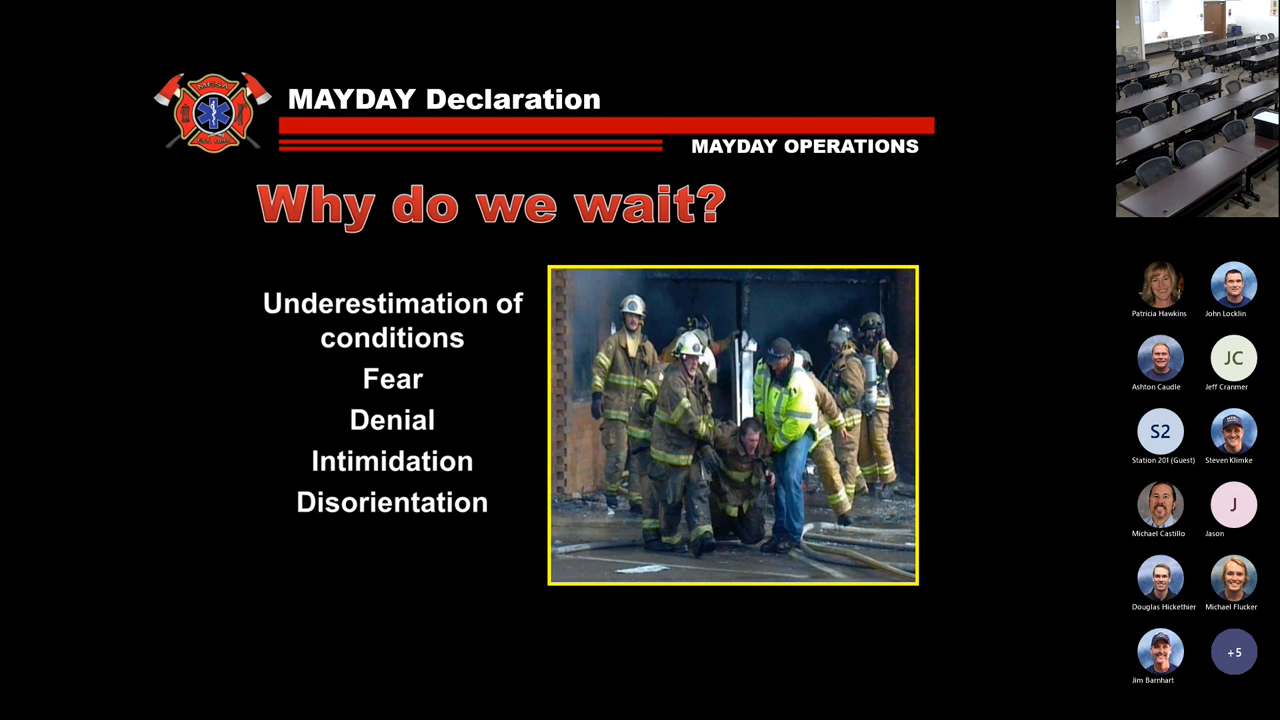 MAYDAY Declaration
MAYDAY OPERATIONS
Why do we wait?
Underestimation of
conditions
Fear
Denial
Intimidation
Disorientation
MESA
Patricia Hawkins
John Locklin
Ashton Caudle
JC
Jeff Cranmer
S2
Station 201 (Guest)
Steven Klimke
Michael Castillo
J
Jason
Douglas Hickethier
Michael Flucker
Jim Barnhart
+5